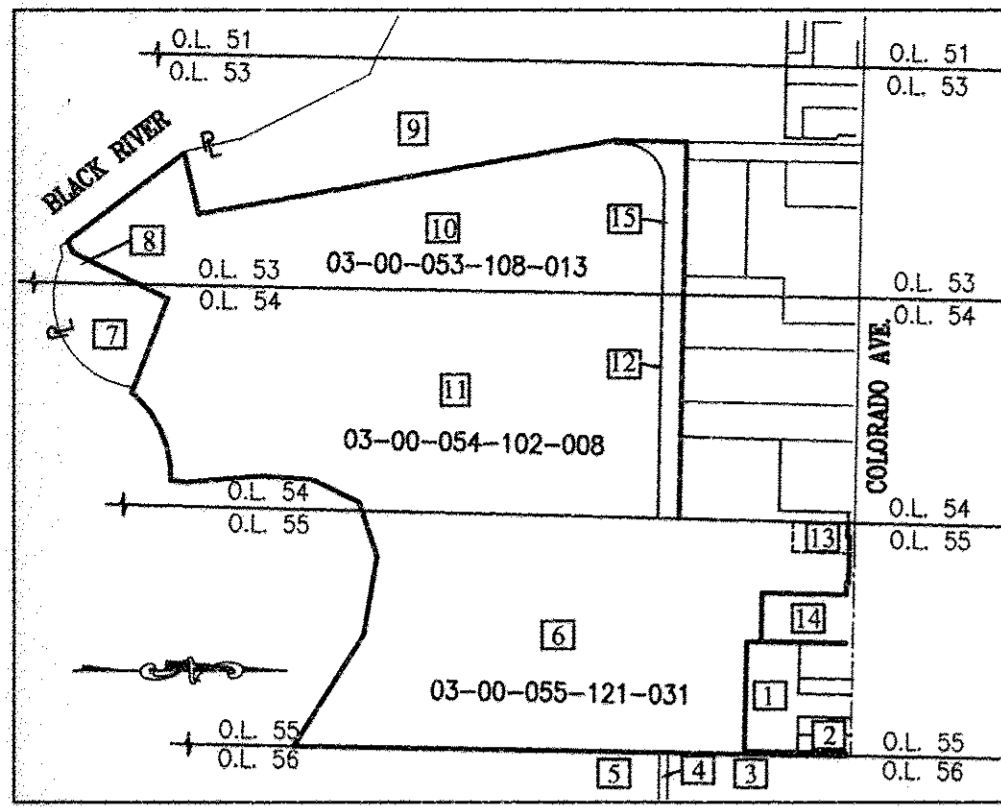 O.L. 51
O.L. 53
O.L. 51
O.L. 53
9
PL
BLACK RIVER
8
10
03-00-053-108-013
15
O.L. 53
O.L. 54
O.L. 53
O.L. 54
7
PL
12
11
03-00-054-102-008
COLORADO AVE.
O.L. 54
O.L. 55
O.L. 54
O.L. 55
13
14
6
03-00-055-121-031
1
2
O.L. 55
O.L. 56
O.L. 55
O.L. 56
5
4
3